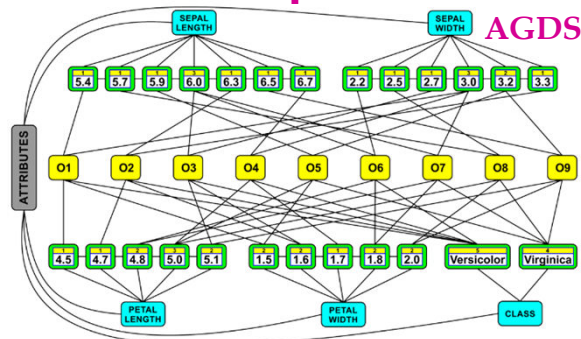 SEPAL
LENGTH
SEPAL
WIDTH
AGDS
5.4 5.7 5.9 6.0 6.3 6.5 6.7 2.2 2.5 2.7 3.0 3.2 3.3
ATTRIBUTES
O1 O2 O3 O4 O5 O6 O7 O8 O9
4.5 4.7 4.8 5.0 5.1 1.5 1.6 1.7 1.8 2.0 Versicolor Virginica
PETAL
LENGTH
PETAL
WIDTH
CLASS